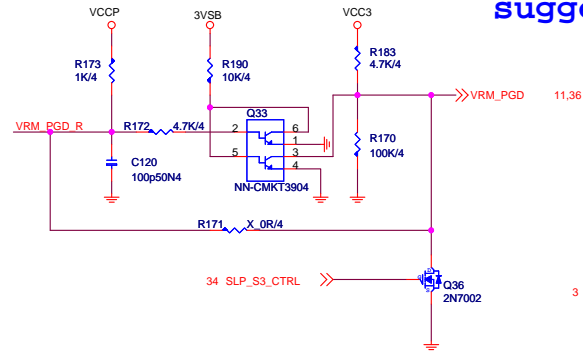 sugge
VCCP
3VSB
VCC3
R173
1K/4
R190
10K/4
R183
4.7K/4
VRM_PGD 11,36
Q33
VRM_PGD_R
R172 4.7K/4
2 6
1
5 3
4
R170
100K/4
C120
100p50N4
NN-CMKT3904
R171 X_0R/4
34 SLP_S3_CTRL
D
G
S
Q36
2N7002
3